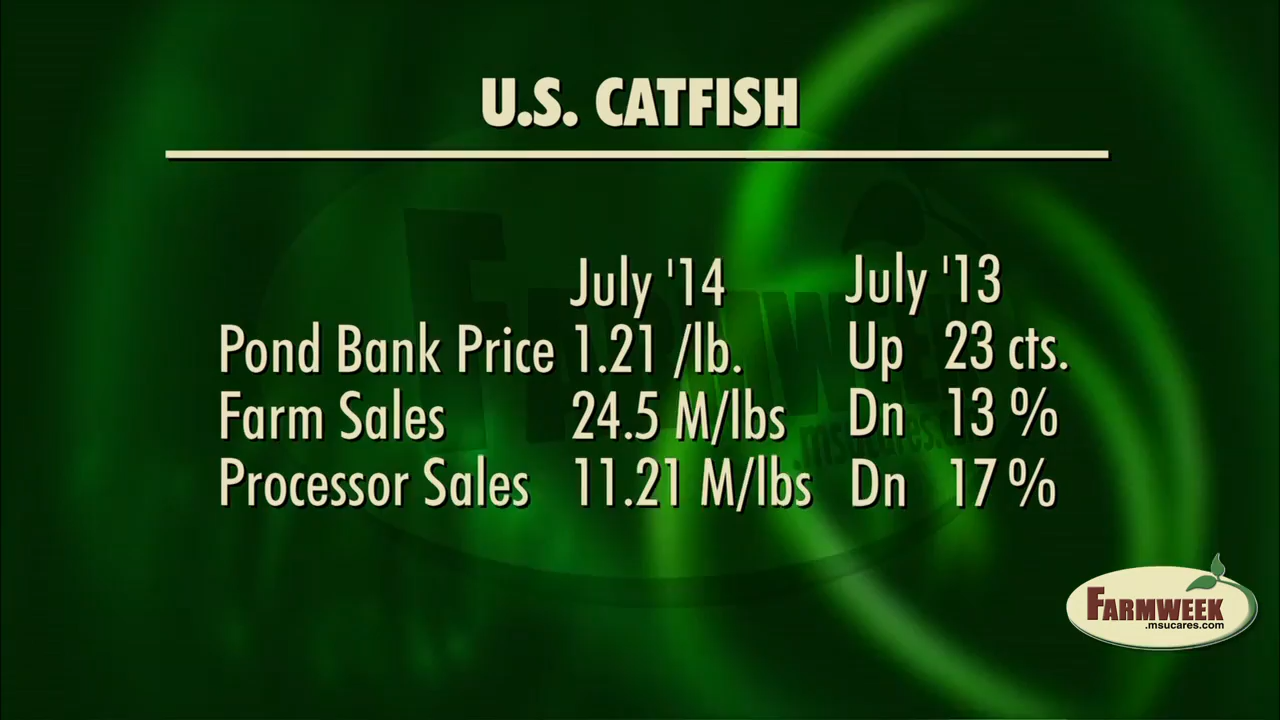 U.S. CATFISH
July '14 July '13
Pond Bank Price 1.21 /lb. Up 23 cts.
Farm Sales 24.5 M/lbs Dn 13 %
Processor Sales 11.21 M/lbs Dn 17 %
FARMWEEK
.msucares.com